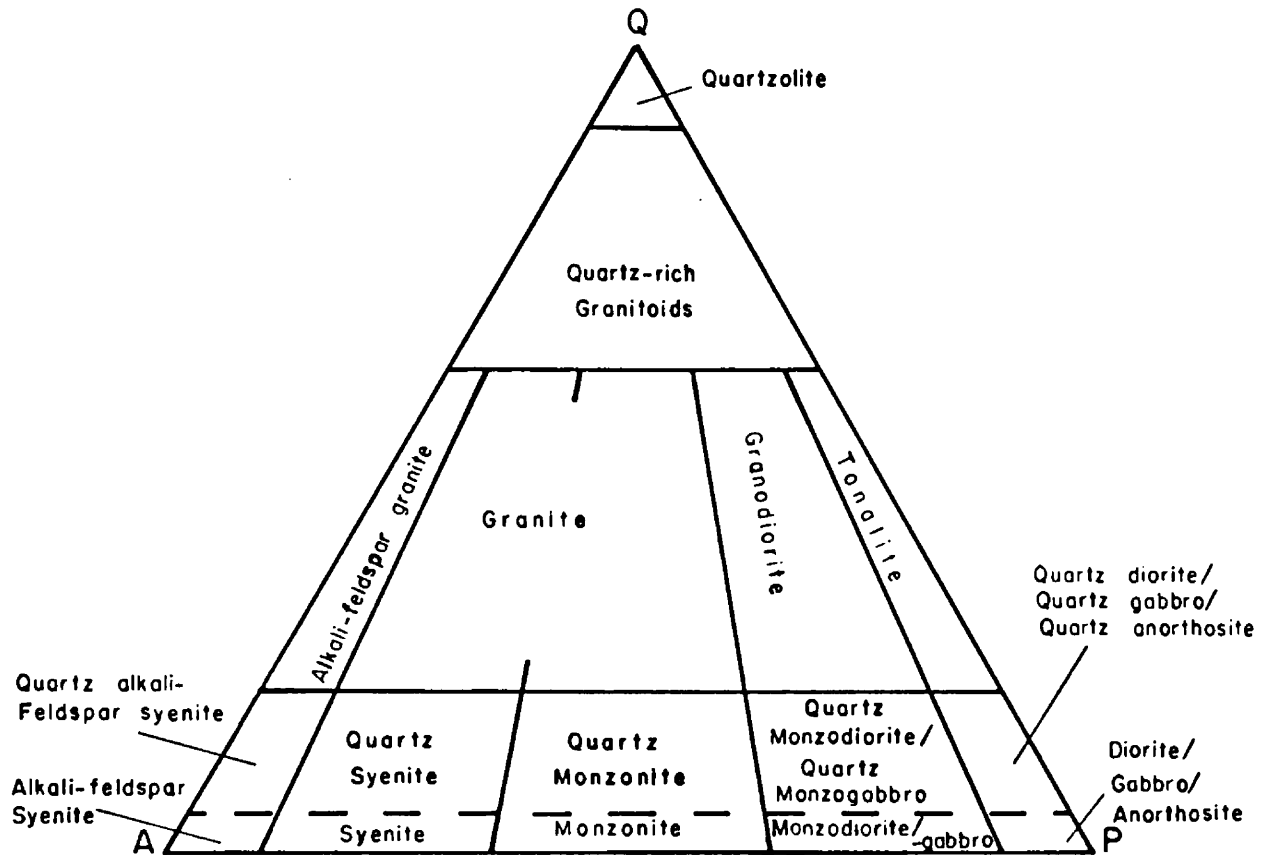 Q
Quartzolite
Quartz-rich
Granitoids
Alkali-feldspar granite
Granite
Granodiorite
Tonalite
Quartz diorite/
Quartz gabbro/
Quartz anorthosite
Quartz alkali-
Feldspar syenite
Quartz
Syenite
Quartz
Monzonite
Quartz
Monzodiorite/
Quartz
Monzogabbro
Diorite/
Gabbro/
Anorthosite
Alkali-feldspar
Syenite
Syenite
Monzonite
Monzodiorite/
-gabbro
A
P